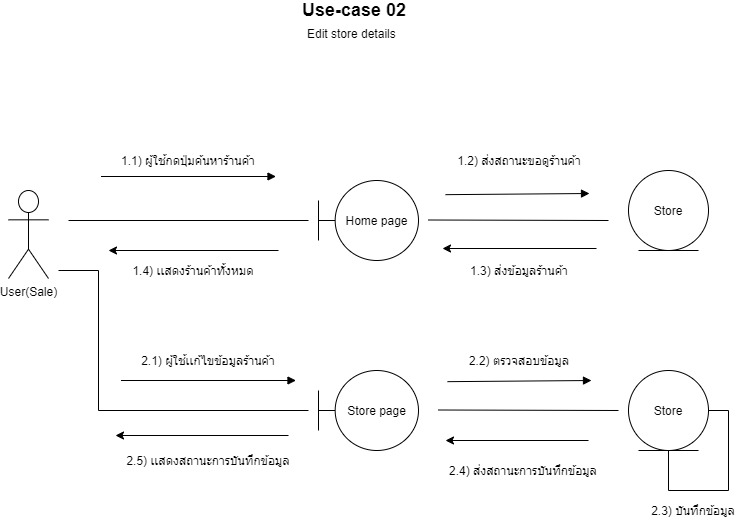 Use-case 02
Edit store details
1.1) ผู้ใช้กดปุ่มค้นหาร้านค้า
1.2) ส่งสถานะขอดูร้านค้า
Home page
Store
1.4) แสดงร้านค้าทั้งหมด
1.3) ส่งข้อมูลร้านค้า
User(Sale)
2.1) ผู้ใช้แก้ไขข้อมูลร้านค้า
2.2) ตรวจสอบข้อมูล
Store page
Store
2.5) แสดงสถานะการบันทึกข้อมูล
2.4) ส่งสถานะการบันทึกข้อมูล
2.3) บันทึกข้อมูล